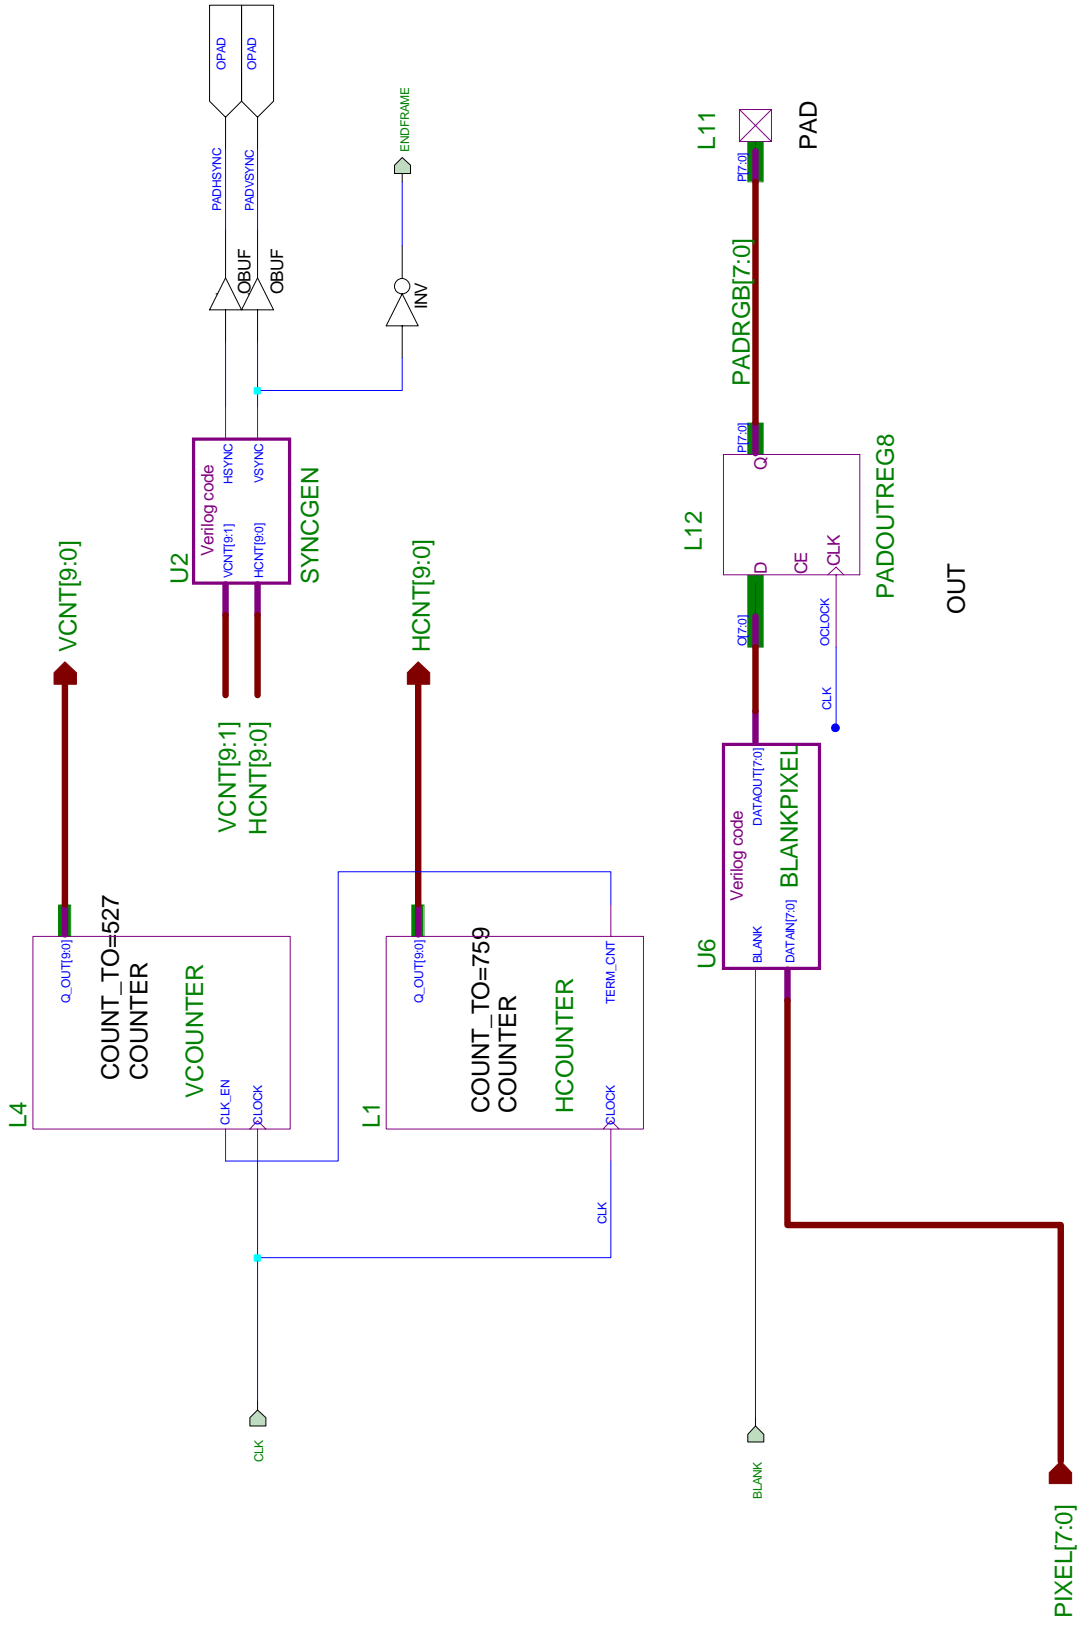 L4
Q_OUT[9:0]
COUNT_TO=527
COUNTER
VCOUNTER
CLK_EN
CLOCK
VCNT[9:0]
L1
Q_OUT[9:0]
COUNT_TO=759
COUNTER
HCOUNTER
TERM_CNT
CLOCK
CLK
CLK
HCNT[9:0]
U2
Verilog code
VCNT[9:1]
HSYNC
HCNT[9:0]
VSYNC
SYNCGEN
VCNT[9:1]
HCNT[9:0]
OBUF
OBUF
PADHSYNC
PADVSYNC
OPAD
OPAD
INV
ENDFRAME
BLANK
PIXEL[7:0]
U6
Verilog code
BLANK
DATAOUT[7:0]
DATAIN[7:0]
BLANKPIXEL
L12
O[7:0]
D
P[7:0]
Q
CE
CLK
OCLOCK
CLK
PADOUTREG8
OUT
PADRGB[7:0]
L11
P[7:0]
PAD